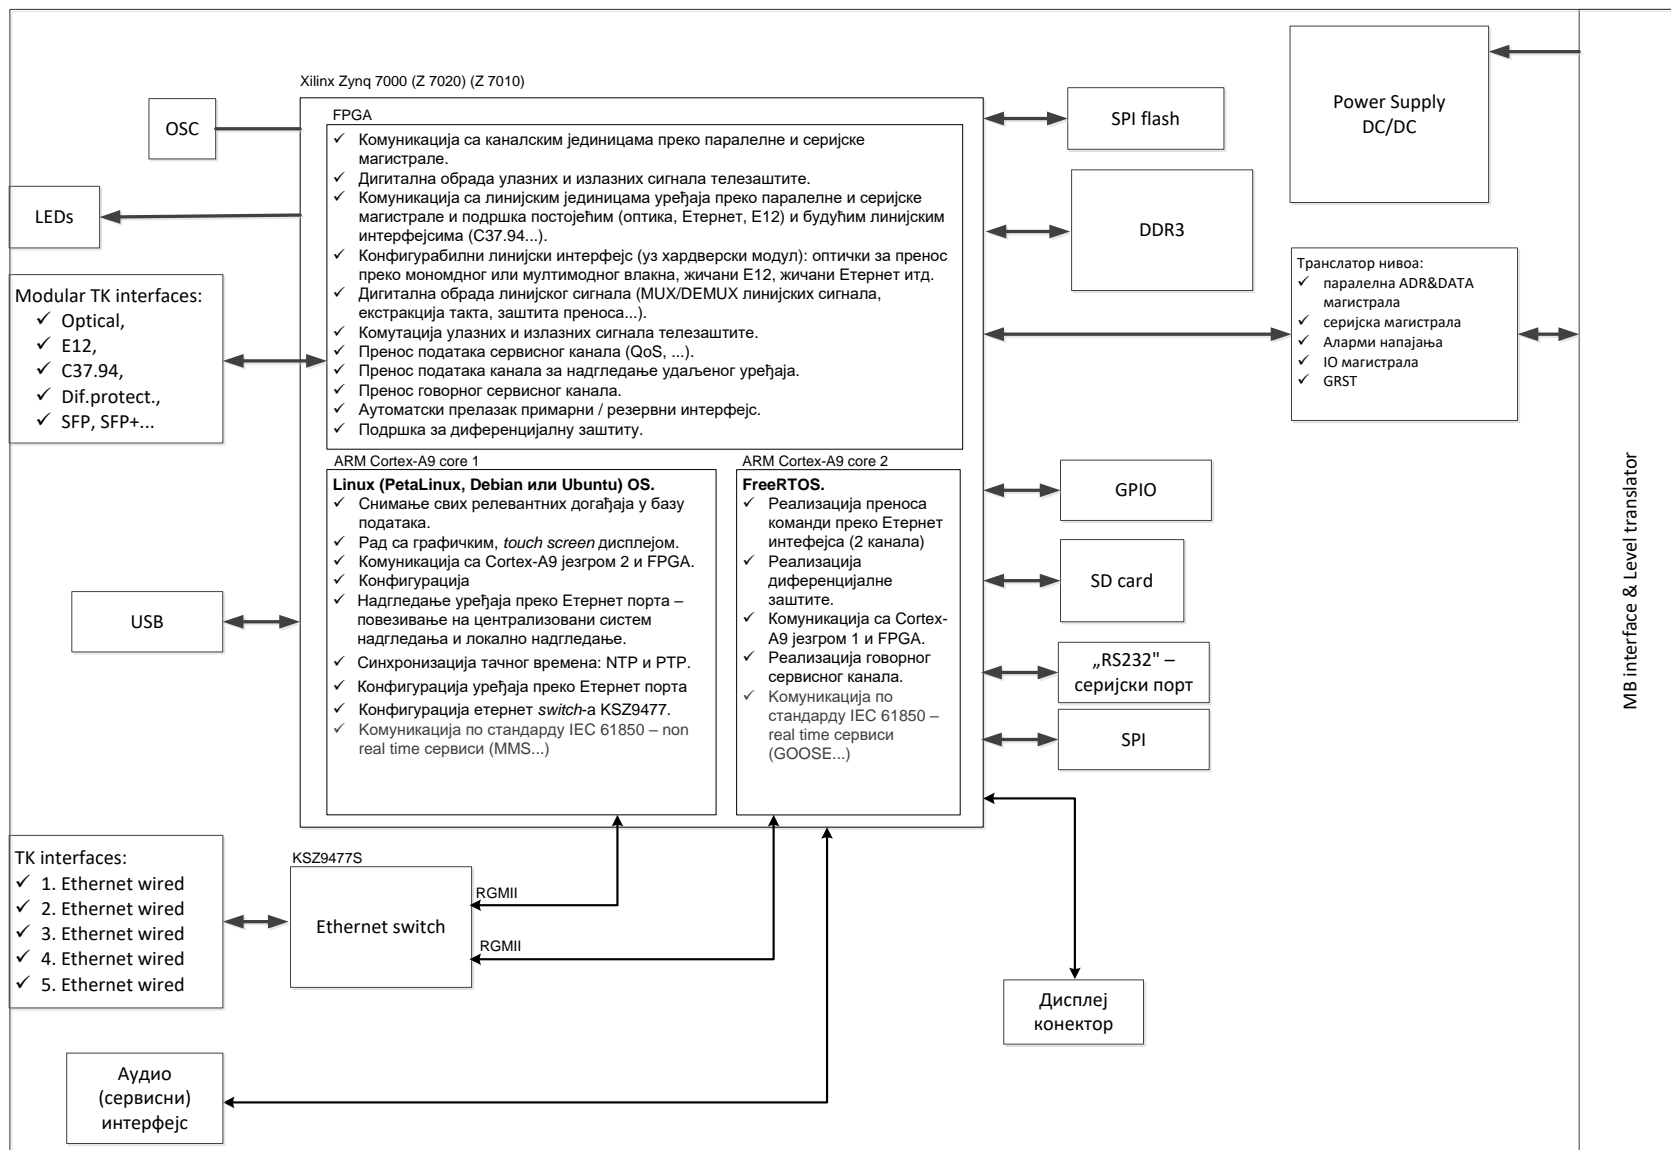 Xilinx Zynq 7000 (Z 7020) (Z 7010)
OSC
LEDs
Modular TK interfaces:
✓ Optical,
✓ E12,
✓ C37.94,
✓ Dif.protect.,
✓ SFP, SFP+...
USB
FPGA
✓ Комуникација са каналским јединицама преко паралелне и серијске
магистрале.
✓ Дигитална обрада улазних и излазних сигнала телезаштите.
✓ Комуникација са линијским јединицама уређаја преко паралелне и серијске
магистрале и подршка постојећим (оптика, Етернет, Е12) и будућим линијским
интерфејсима (C37.94...).
✓ Конфигурабилни линијски интерфејс (уз хардверски модул): оптички за пренос
преко мономдног или мултимодног влакна, жичани Е12, жичани Етернет итд.
✓ Дигитална обрада линијског сигнала (MUX/DEMUX линијских сигнала,
екстракција такта, заштита преноса...).
✓ Комутација улазних и излазних сигнала телезаштите.
✓ Пренос података сервисног канала (QoS, ...).
✓ Пренос података канала за надгледање удаљеног уређаја.
✓ Пренос говорног сервисног канала.
✓ Аутоматски прелазак примарни / резервни интерфејс.
✓ Подршка за диференцијалну заштиту.
ARM Cortex-A9 core 1
Linux (PetaLinux, Debian или Ubuntu) OS.
✓ Снимање свих релевантних догађаја у базу
података.
✓ Рад са графичким, touch screen дисплејом.
✓ Комуникација са Cortex-A9 језгром 2 и FPGA.
✓ Конфигурација
✓ Надгледање уређаја преко Етернет порта –
повезивање на централизовани систем
надгледања и локално надгледање.
✓ Синхронизација тачног времена: NTP и PTP.
✓ Конфигурација уређаја преко Етернет порта
✓ Конфигурација етернет switch-а KSZ9477.
✓ Комуникација по стандарду IEC 61850 – non
real time сервиси (MMS...)
ARM Cortex-A9 core 2
FreeRTOS.
✓ Реализација преноса
команди преко Етернет
интефејса (2 канала)
✓ Реализација
диференцијалне
заштите.
✓ Комуникација са Cortex-
A9 језгром 1 и FPGA.
✓ Реализација говорног
сервисног канала.
✓ Комуникација по
стандарду IEC 61850 –
real time сервиси
(GOOSE...)
SPI flash
DDR3
GPIO
SD card
„RS232" –
серијски порт
SPI
Power Supply
DC/DC
Транслатор нивоа:
✓ паралелна ADR&DATA
магистрала
✓ серијска магистрала
✓ Аларми напајања
✓ IO магистрала
✓ GRST
MB interface & Level translator
TK interfaces:
✓ 1. Ethernet wired
✓ 2. Ethernet wired
✓ 3. Ethernet wired
✓ 4. Ethernet wired
✓ 5. Ethernet wired
KSZ9477S
Ethernet switch
RGMII
RGMII
Дисплеј
конектор
Аудио
(сервисни)
интерфејс